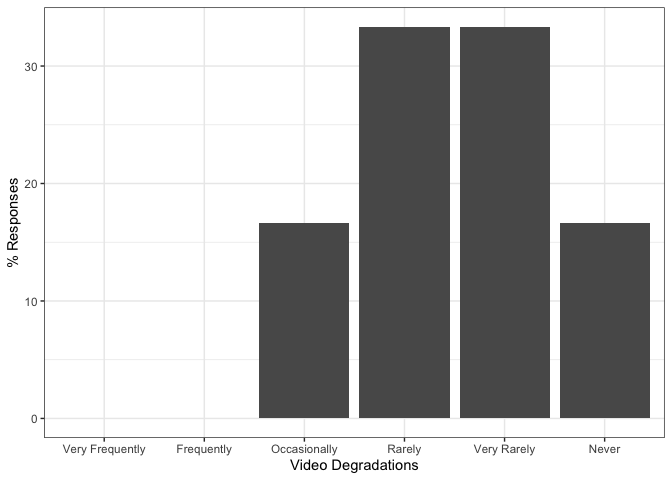 % Responses
30
20
10
0
Very Frequently Frequently Occasionally Rarely Very Rarely Never
Video Degradations